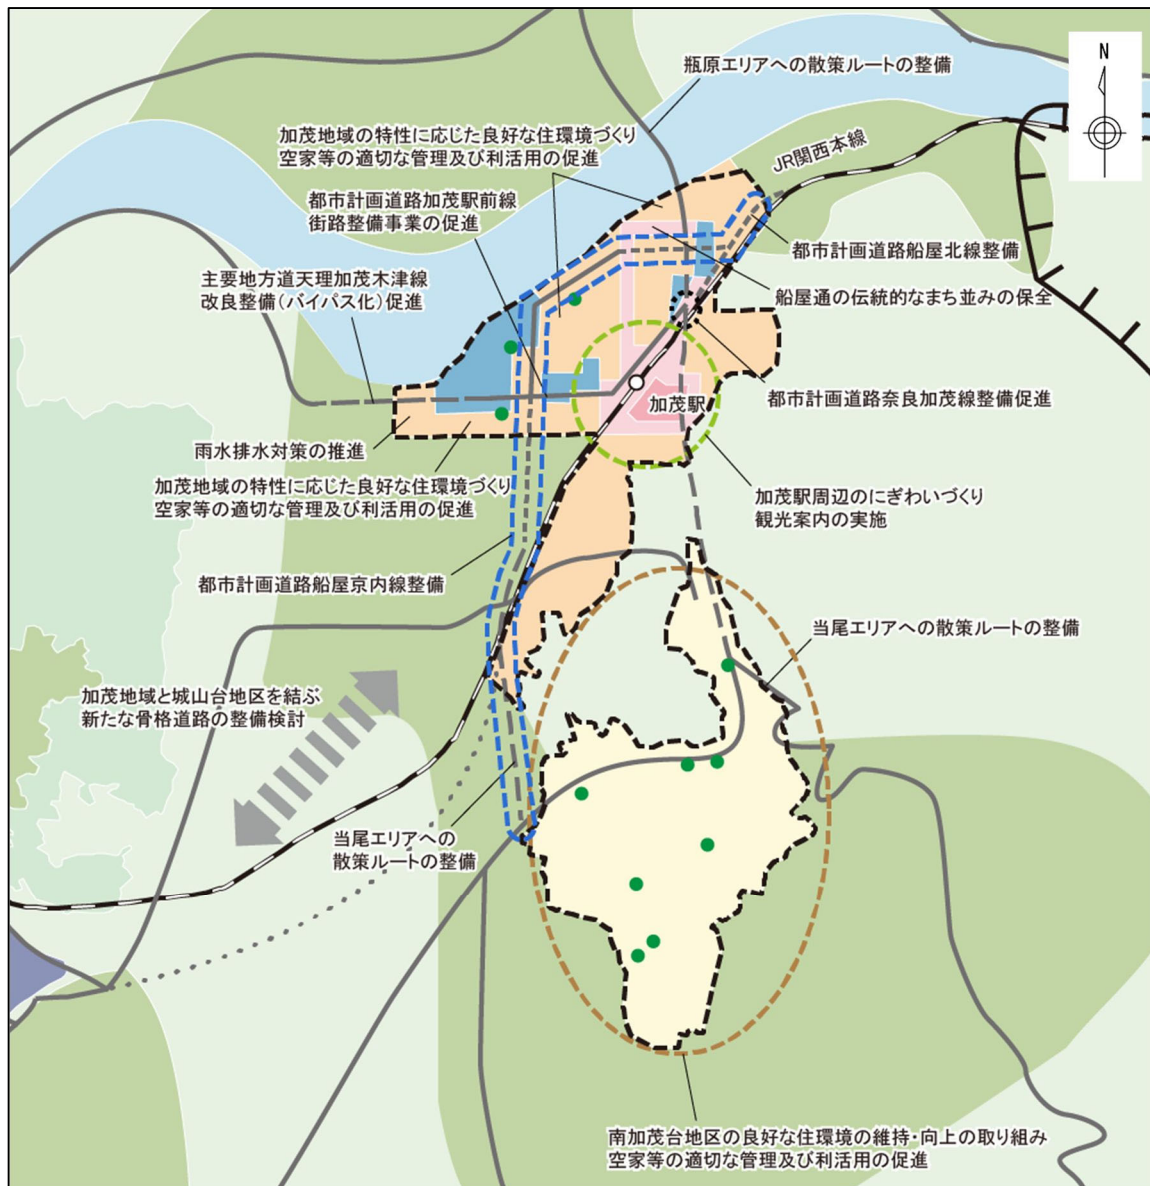 瓶原エリアへの散策ルートの整備
N
加茂地域の特性に応じた良好な住環境づくり
空家等の適切な管理及び利活用の促進
JR関西本線
都市計画道路加茂駅前線
街路整備事業の促進
都市計画道路船屋北線整備
主要地方道天理加茂木津線
改良整備(バイパス化)促進
船屋通の伝統的なまち並みの保全
加茂駅
都市計画道路奈良加茂線整備促進
雨水排水対策の推進
加茂地域の特性に応じた良好な住環境づくり
空家等の適切な管理及び利活用の促進
加茂駅周辺のにぎわいづくり
観光案内の実施
都市計画道路船屋京内線整備
当尾エリアへの散策ルートの整備
加茂地域と城山台地区を結ぶ
新たな骨格道路の整備検討
当尾エリアへの
散策ルートの整備
南加茂台地区の良好な住環境の維持・向上の取り組み
空家等の適切な管理及び利活用の促進